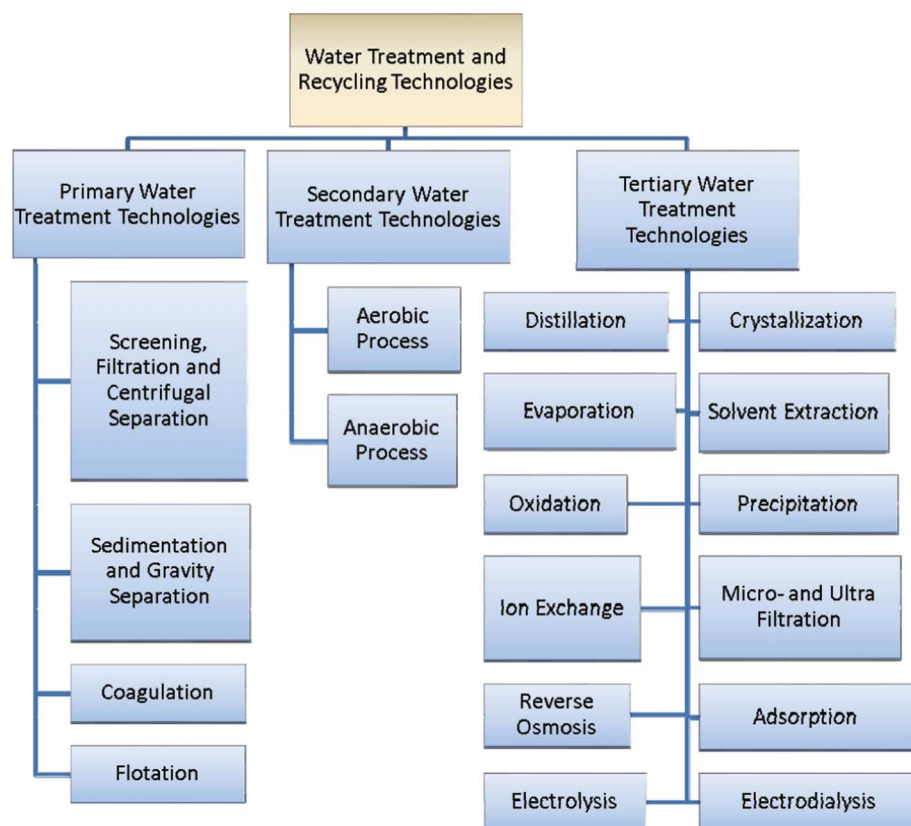 Water Treatment and
Recycling Technologies
Primary Water
Treatment Technologies
Secondary Water
Treatment Technologies
Tertiary Water
Treatment
Technologies
Screening,
Filtration and
Centrifugal
Separation
Sedimentation
and Gravity
Separation
Coagulation
Flotation
Aerobic
Process
Anaerobic
Process
Distillation
Crystallization
Evaporation
Solvent Extraction
Oxidation
Precipitation
Ion Exchange
Micro- and Ultra
Filtration
Reverse
Osmosis
Adsorption
Electrolysis
Electrodialysis